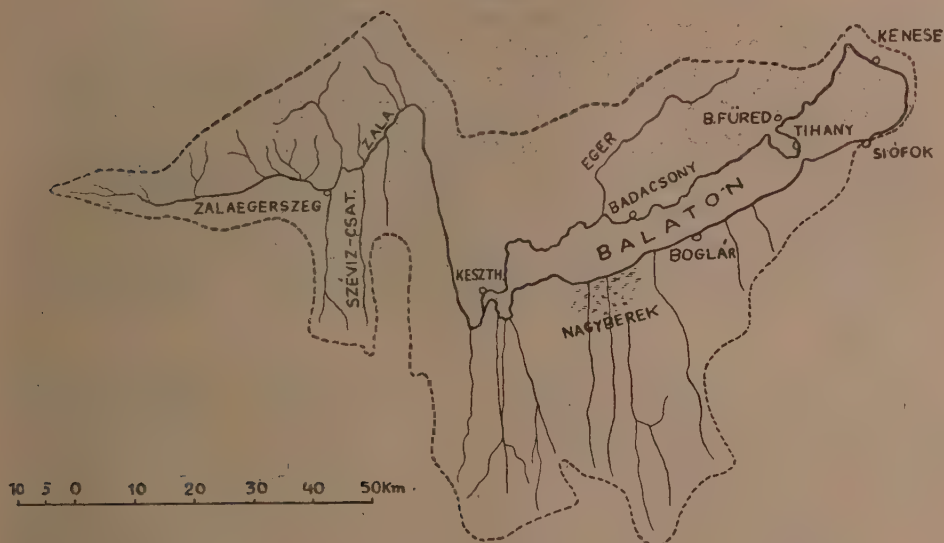 KENESE
B.FÜRED
TIHANY
SIÓFOK
EGER
BADACSONY
BALATON
BOGLÁR
ZALA
ZALAEGERSZEG
SZÉVIZ-CSAT.
KESZTH.
NAGYBEREK
10 5 0 10 20 30 40 50Km